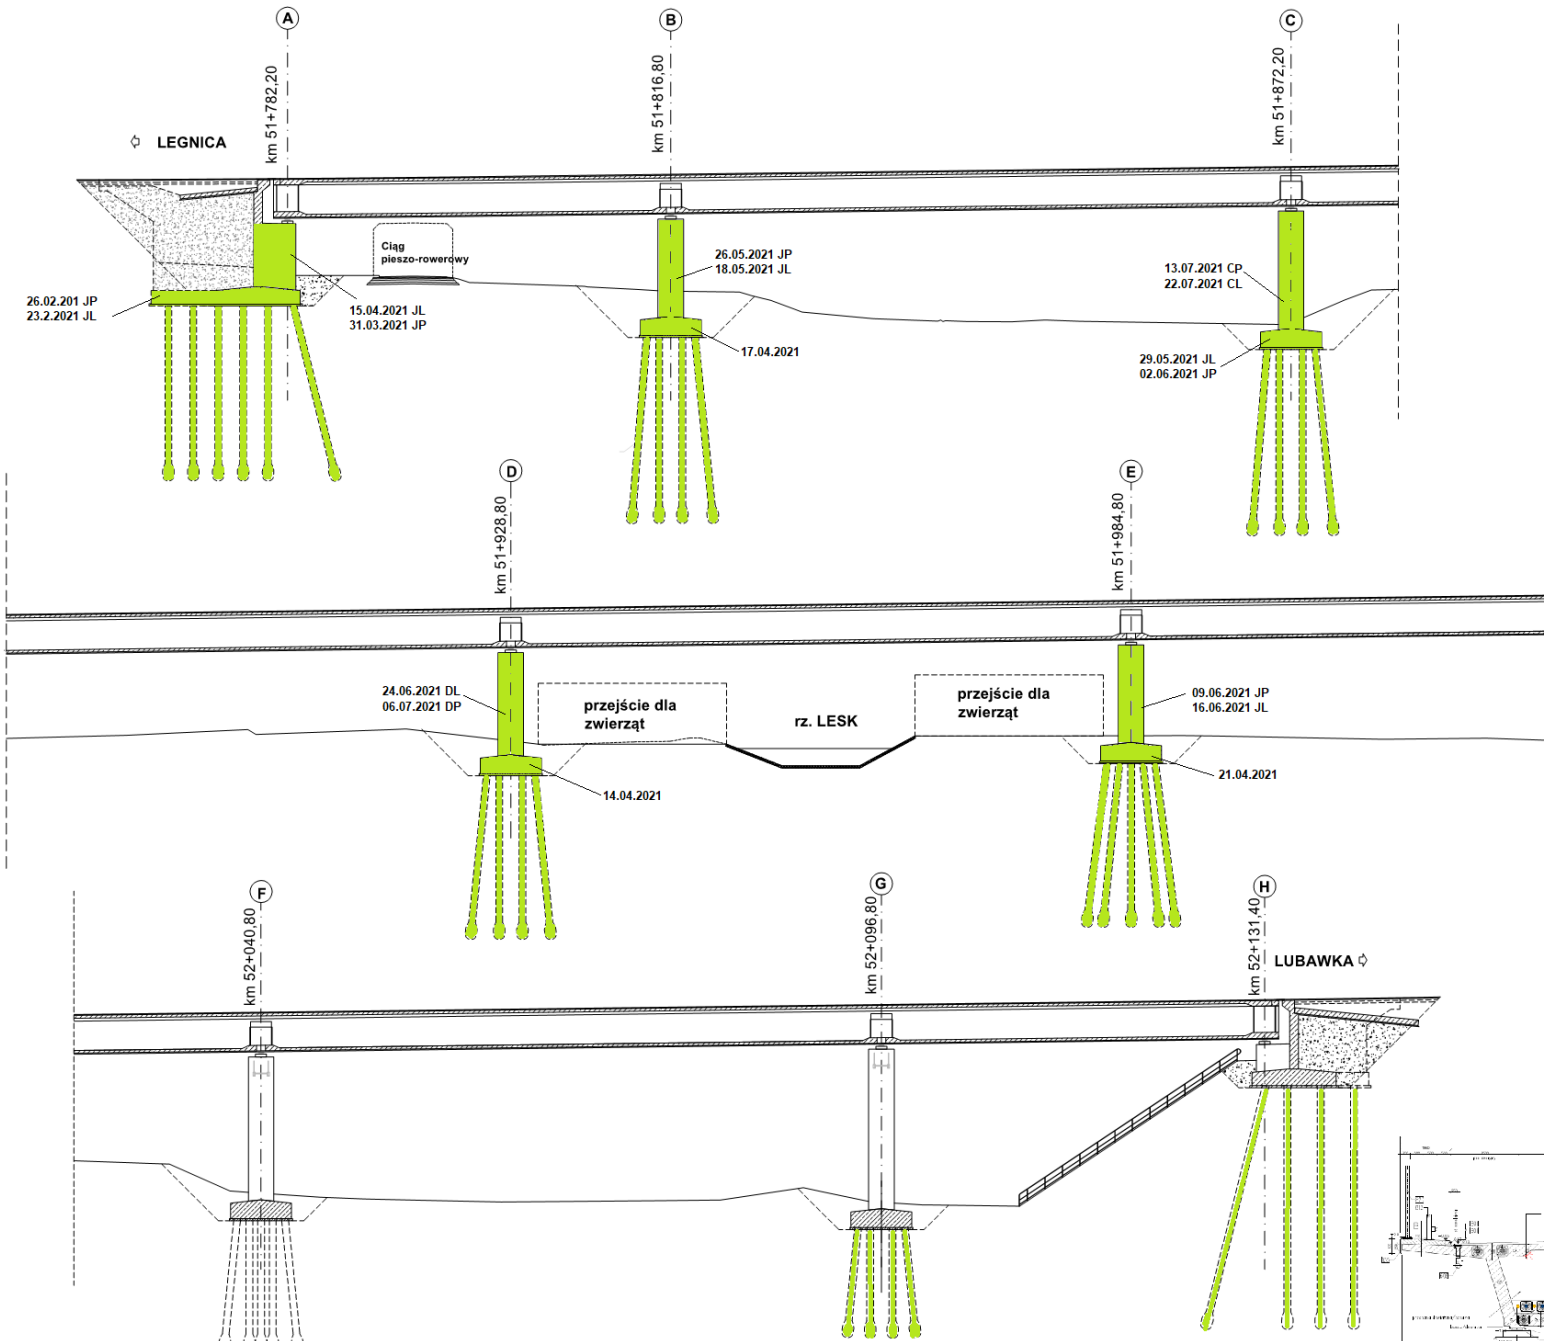 A
B
C
km 51+782,20
km 51+816,80
km 51+872,20
LEGNICA
Ciąg
pieszo-rowerowy
26.05.2021 JP
18.05.2021 JL
13.07.2021 CP
22.07.2021 CL
26.02.201 JP
23.2.2021 JL
15.04.2021 JL
31.03.2021 JP
17.04.2021
29.05.2021 JL
02.06.2021 JP
D
E
km 51+928,80
km 51+984,80
24.06.2021 DL
06.07.2021 DP
przejście dla
zwierząt
rz. LESK
przejście dla
zwierząt
09.06.2021 JP
16.06.2021 JL
14.04.2021
21.04.2021
F
G
H
km 52+040,80
km 52+096,80
km 52+131,40
LUBAWKA